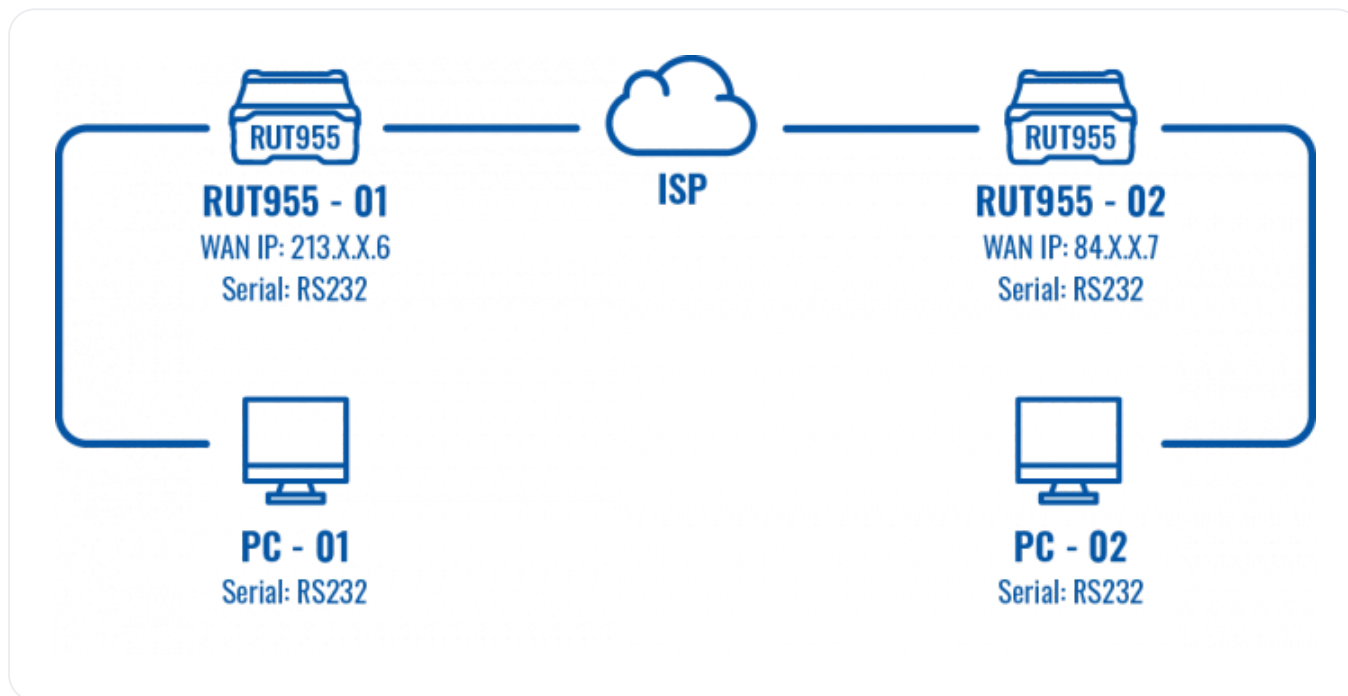 RUT955
RUT955 - 01
WAN IP: 213.X.X.6
Serial: RS232
ISP
RUT955
RUT955 - 02
WAN IP: 84.X.X.7
Serial: RS232
PC - 01
Serial: RS232
PC - 02
Serial: RS232